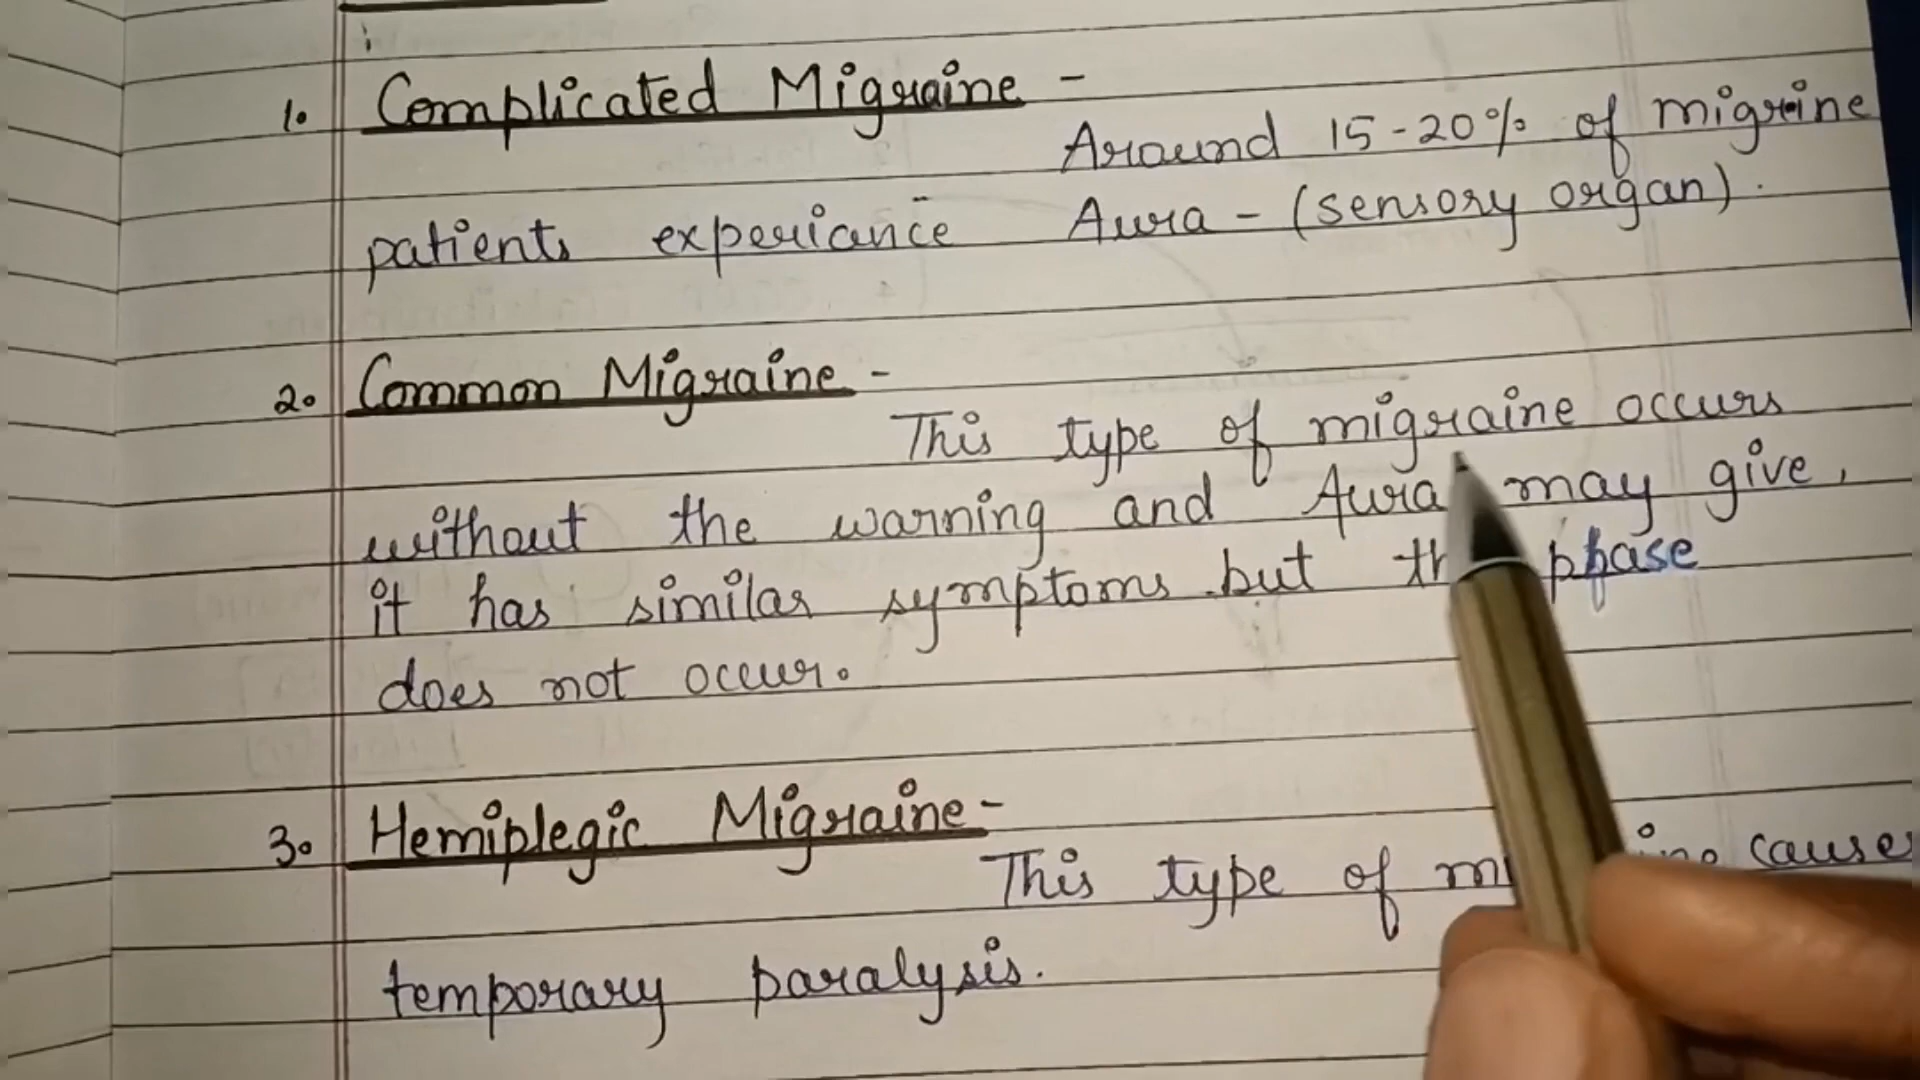 1. Complicated Migraine -
Around 15-20% of migraine
patients experiance Aura - (sensory organ).
2. Common Migraine -
This type of migraine occurs
without the warning and Aura may give,
it has similar symptoms but phase
does not occur.
3. Hemiplegic Migraine -
This type of causes
temporary paralysis.